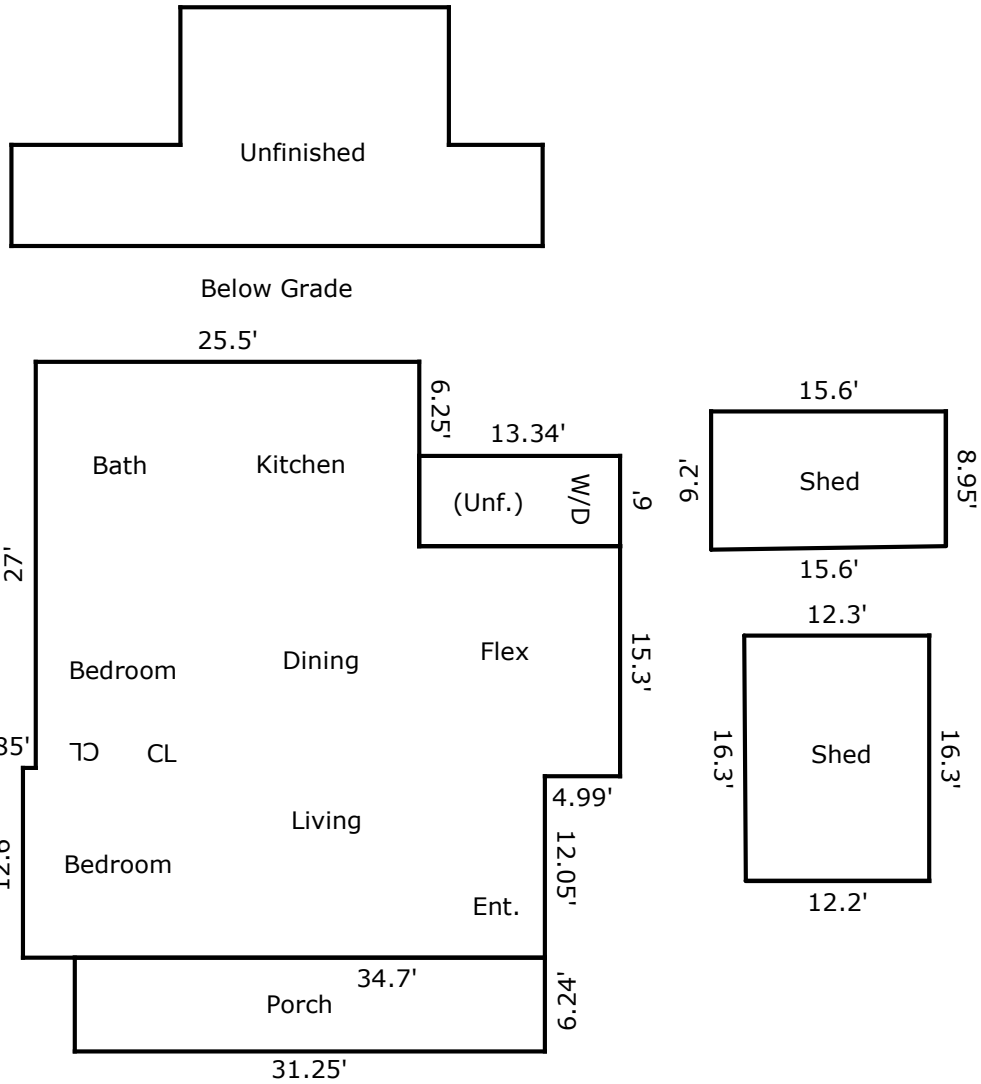 Unfinished
Below Grade
25.5'
6.25'
13.34'
Bath
Kitchen
(Unf.)
W/D
6'
27'
Bedroom
Dining
Flex
15.3'
CL
CL
4.99'
Living
12.05'
Bedroom
Ent.
34.7'
6.24'
Porch
31.25'
15.6'
9.2'
Shed
8.95'
15.6'
12.3'
16.3'
Shed
16.3'
12.2'